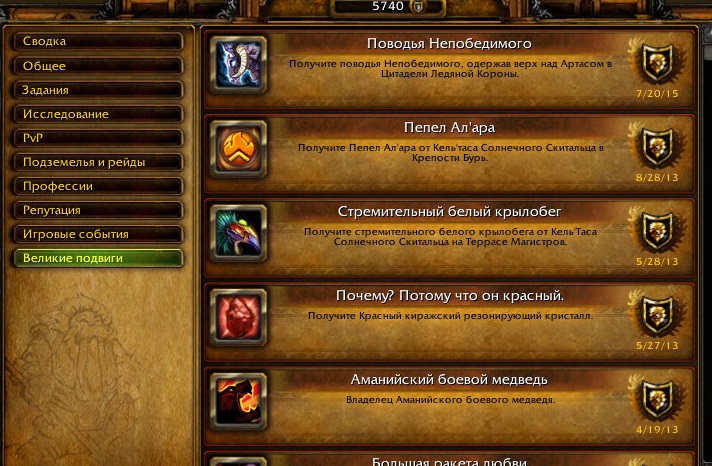 5740
Сводка
Общее
Задания
Исследование
PvP
Подземелья и рейды
Профессии
Репутация
Игровые события
Великие подвиги
Поводья Непобедимого
Получите поводья Непобедимого, одержав верх над Артасом в
Цитадели Ледяной Короны.
7/20/15
Пепел Ал'ара
Получите Пепел Ал'ара от Кель'таса Солнечного Скитальца в
Крепости Бурь.
8/28/13
Стремительный белый крылобег
Получите стремительного белого крылобега от Кель'Таса
Солнечного Скитальца на Террасе Магистров.
5/28/13
Почему? Потому что он красный.
Получите Красный киражский резонирующий кристалл.
5/27/13
Аманийский боевой медведь
Владелец Аманийского боевого медведя.
4/19/13
Большая ракета любви